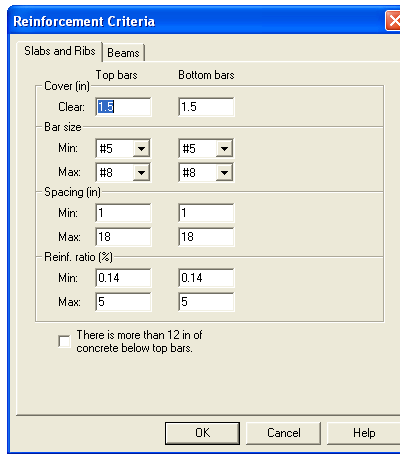 Reinforcement Criteria
Slabs and Ribs Beams
Top bars Bottom bars
Cover (in)
Clear: 1.5 1.5
Bar size
Min: #5 #5
Max: #8 #8
Spacing (in)
Min: 1 1
Max: 18 18
Reinf. ratio (%)
Min: 0.14 0.14
Max: 5 5
There is more than 12 in of
concrete below top bars.
OK Cancel Help